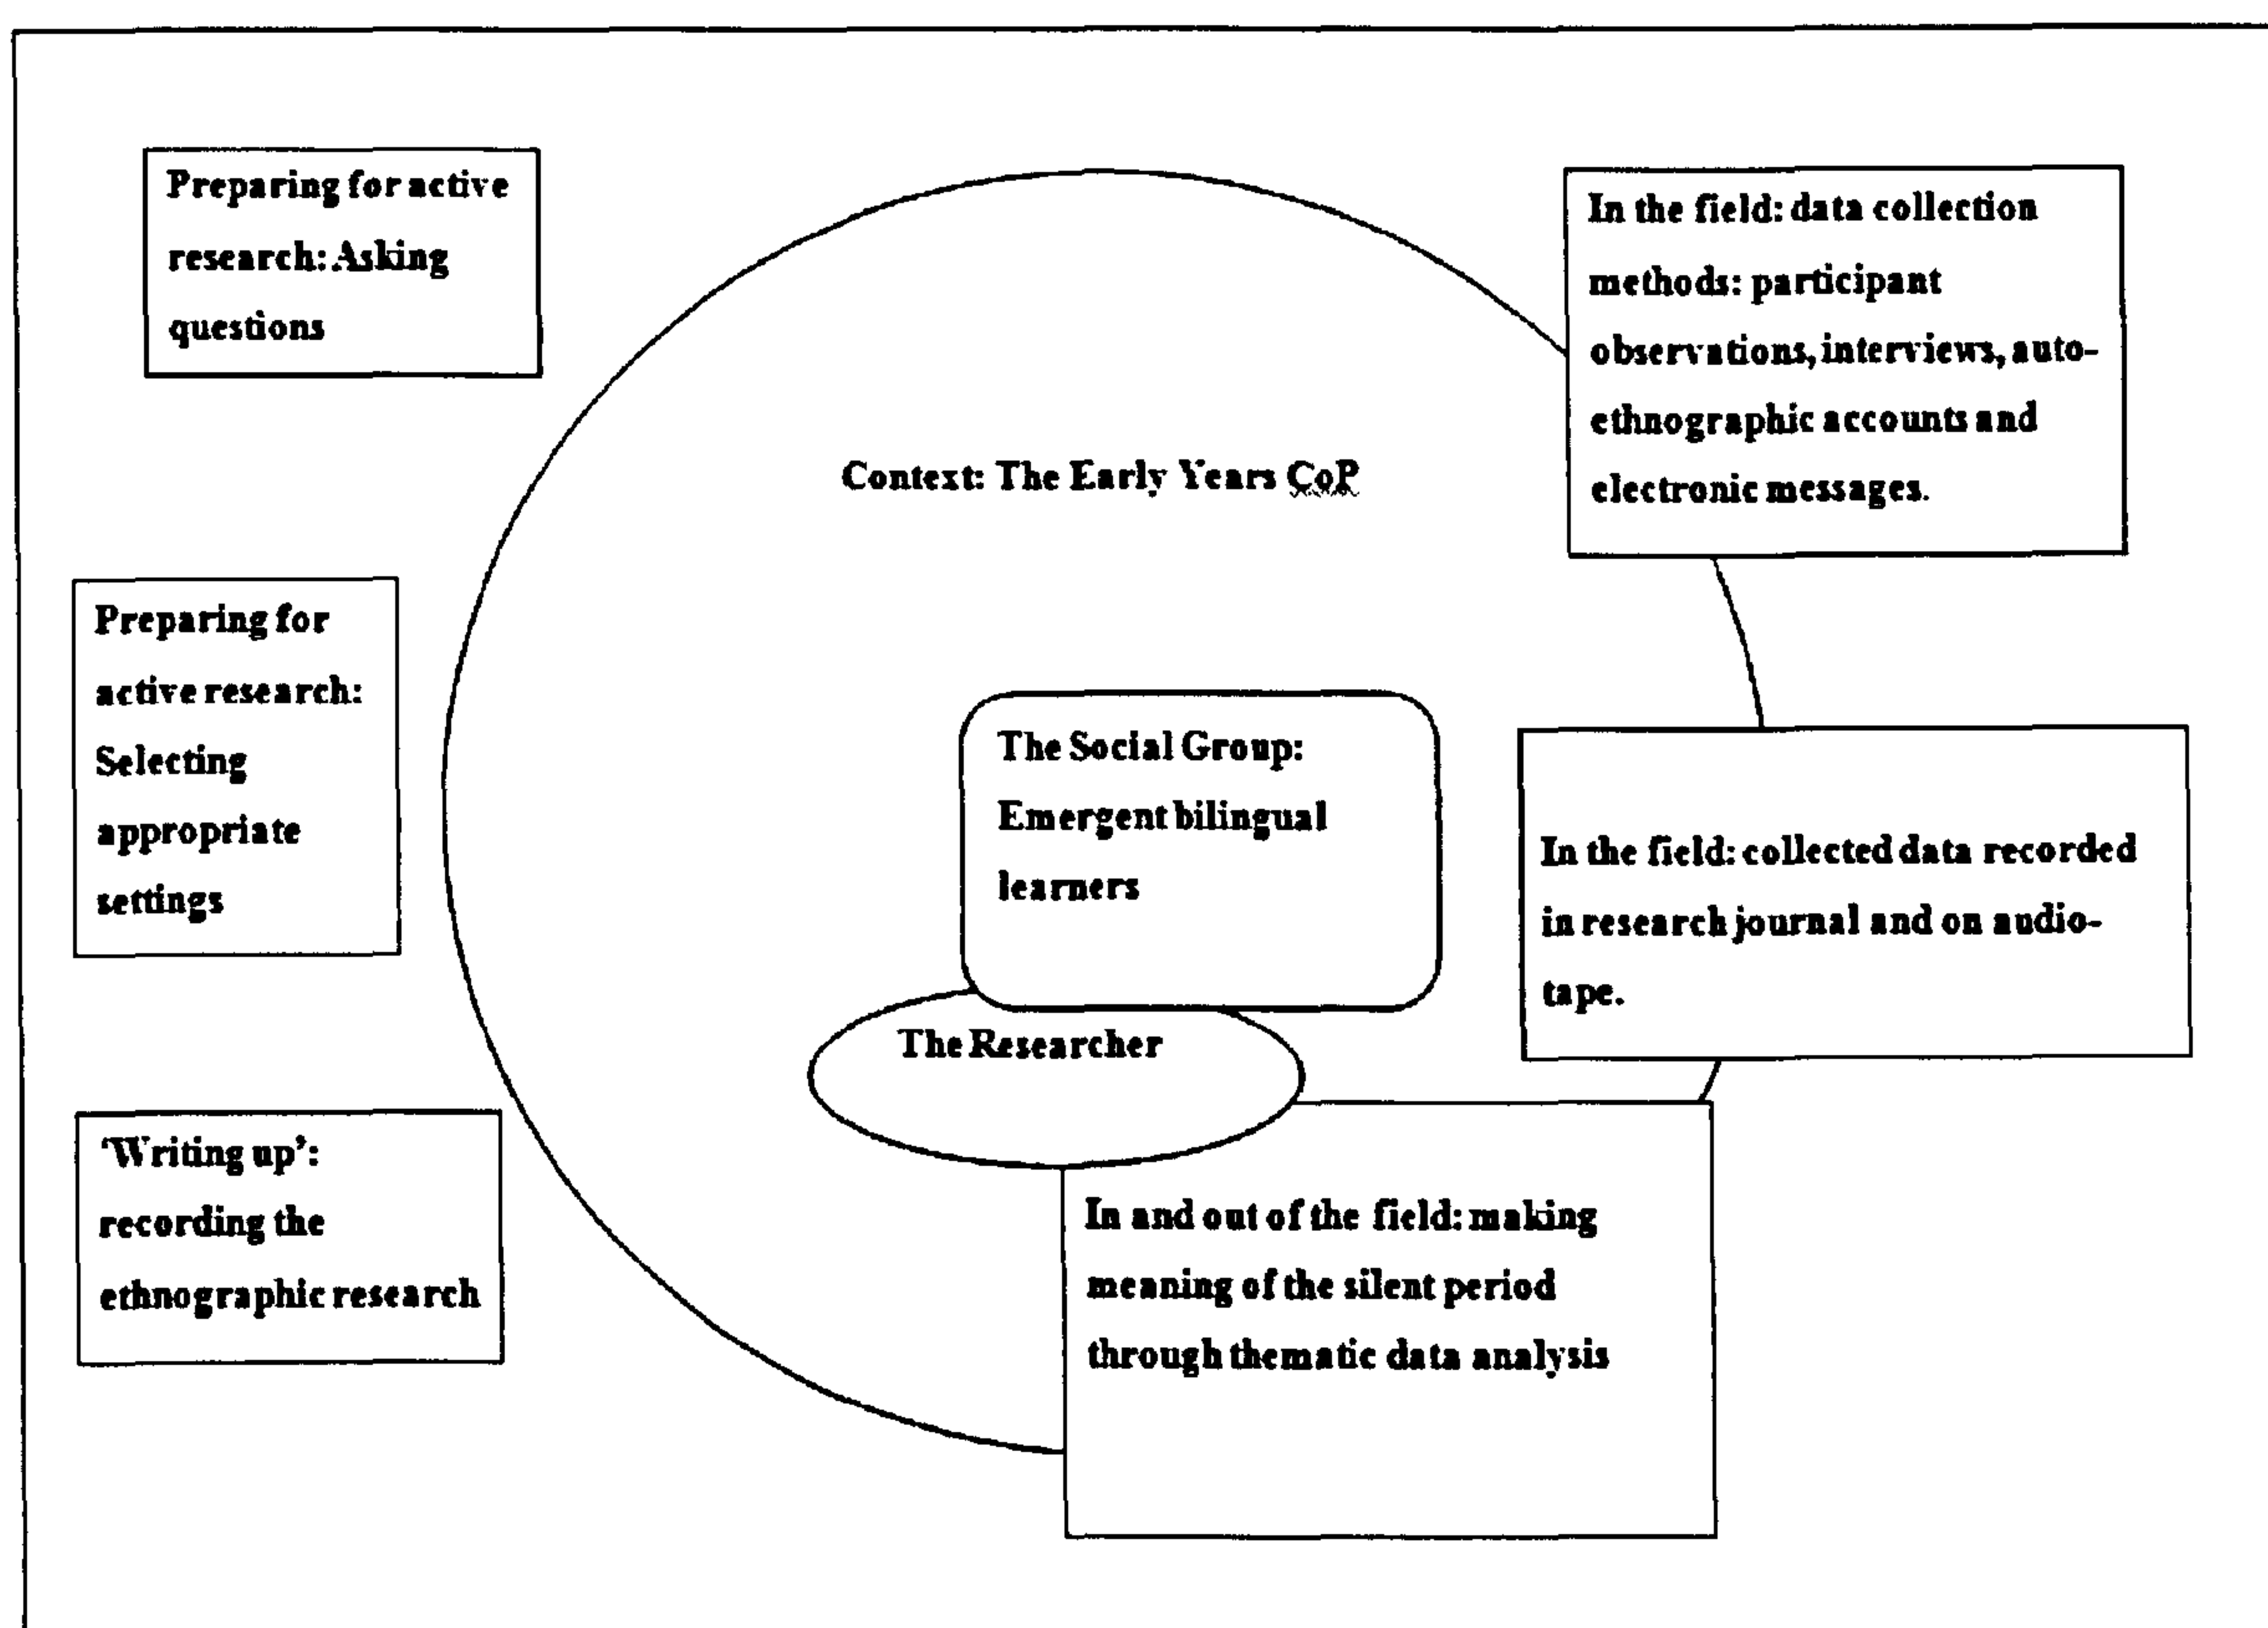 Preparing for active
research: Asking
questions
In the field: data collection
methods: participant
observations, interviews, auto-
ethnographic accounts and
electronic messages.
Context: The Early Years CoP
Preparing for
active research:
Selecting
appropriate
settings
The Social Group:
Emergent bilingual
learners
In the field: collected data recorded
in research journal and on audio-
tape.
The Researcher
'Writing up':
recording the
ethnographic research
In and out of the field: making
meaning of the silent period
through thematic data analysis